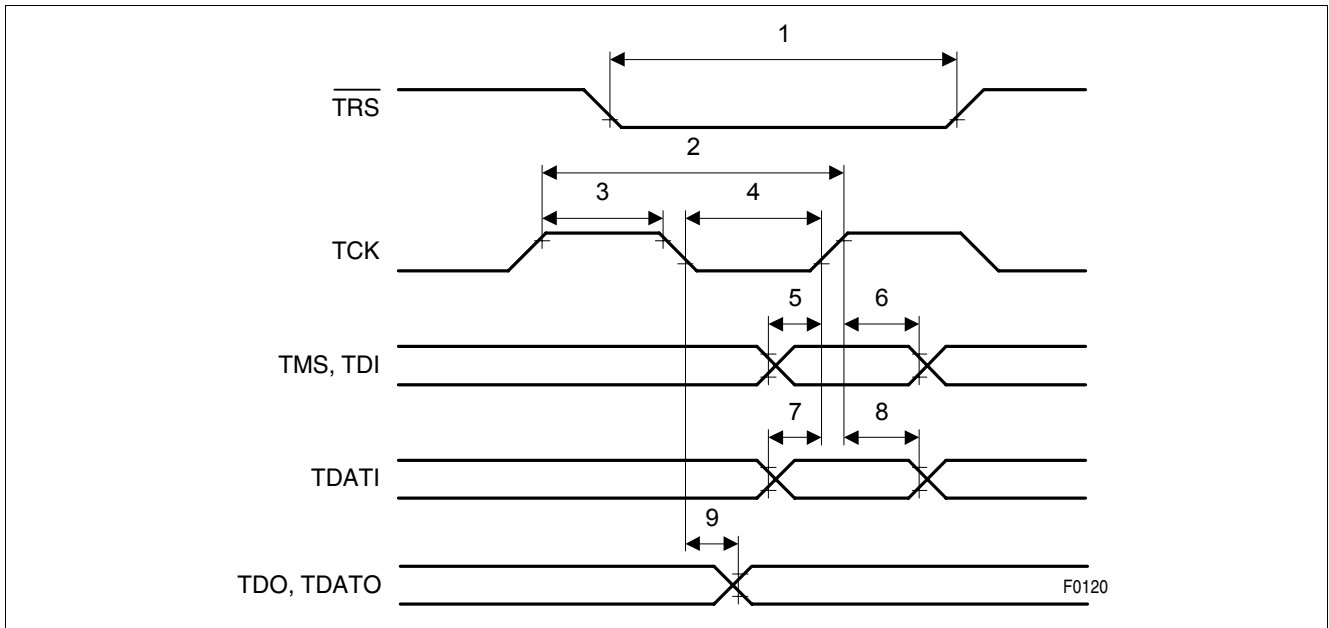 1
TRS
2
3 4
TCK
5 6
TMS, TDI
7 8
TDATI
9
TDO, TDATO
F0120